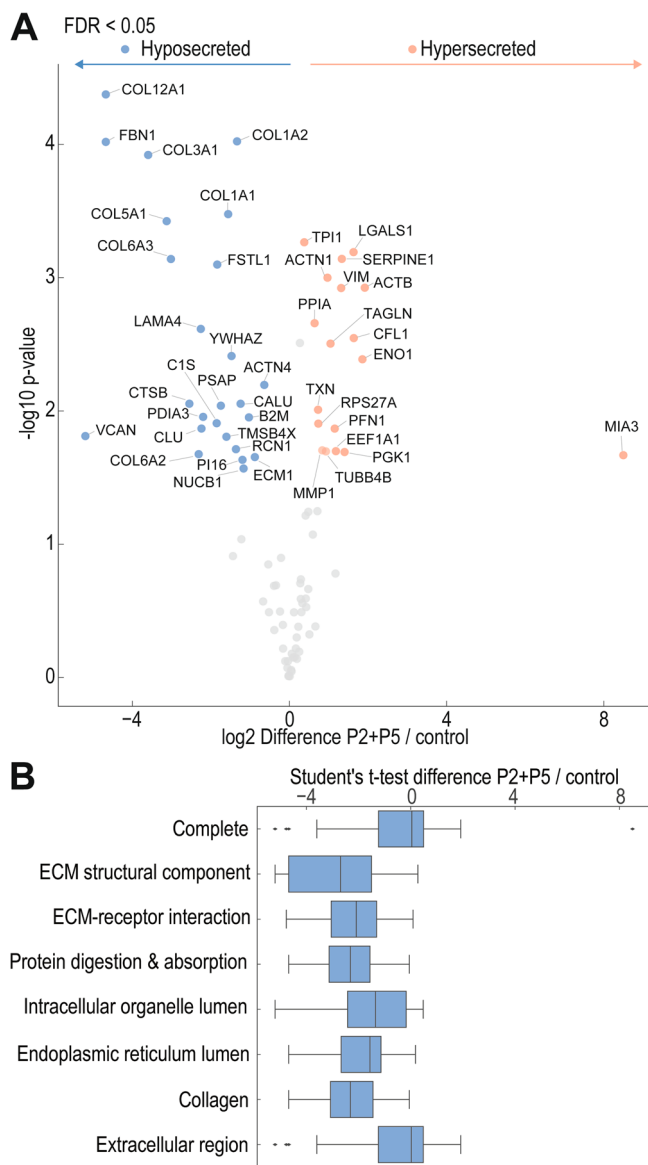 A
FDR < 0.05
Hyposecreted
Hypersecreted
COL12A1
FBN1
COL3A1
COL1A2
COL1A1
COL5A1
COL6A3
FSTL1
TPI1
LGALS1
SERPINE1
ACTN1
VIM
ACTB
PPIA
TAGLN
CFL1
ENO1
LAMA4
YWHAZ
C1S
PSAP
ACTN4
CTSB
CALU
PDIA3
B2M
CLU
TMSB4X
VCAN
RCN1
COL6A2
PI16
ECM1
NUCB1
TXN
RPS27A
PFN1
EEF1A1
PGK1
TUBB4B
MMP1
MIA3
4
3
2
1
0
-log10 p-value
−4 0 4 8
log2 Difference P2+P5 / control
B
Student's t-test difference P2+P5 / control
−4 0 4 8
Complete
ECM structural component
ECM-receptor interaction
Protein digestion & absorption
Intracellular organelle lumen
Endoplasmic reticulum lumen
Collagen
Extracellular region